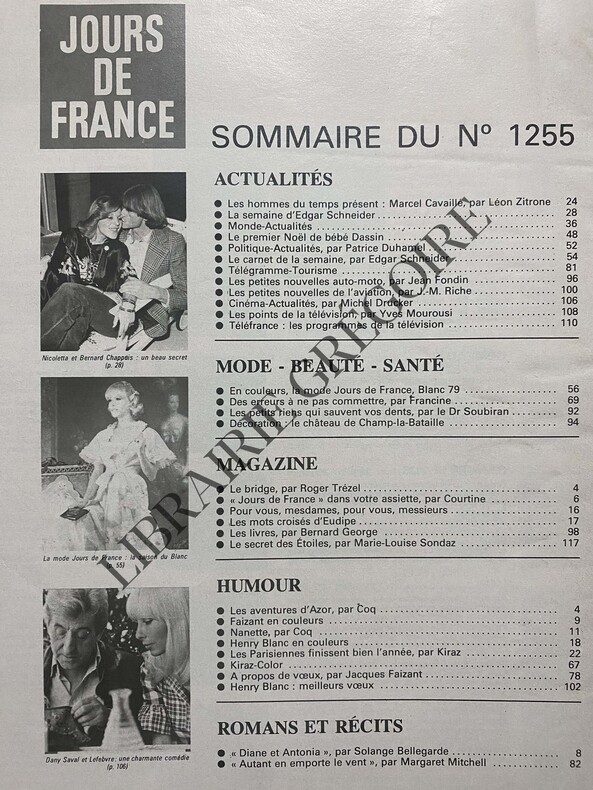 JOURS
DE
FRANCE
SOMMAIRE DU Nº 1255
ACTUALITÉS
● Les hommes du temps présent : Marcel Cavaillé, par Léon Zitrone 24
● La semaine d'Edgar Schneider 28
● Monde-Actualités 36
● Le premier Noël de bébé Dassin 48
● Politique-Actualités, par Patrice Duhamel 52
● Le carnet de la semaine, par Edgar Schneider 54
● Télégramme-Tourisme 81
● Les petites nouvelles auto-moto, par Jean Fondin 96
● Les petites nouvelles de l'aviation, par J.-M. Riche 100
● Cinéma-Actualités, par Michel Drucker 106
● Les points de la télévision, par Yves Mourousi 108
● Téléfrance : les programmes de la télévision 110
Nicoletta et Bernard Chappuis : un beau secret
(p. 28)
MODE - BEAUTÉ - SANTÉ
● En couleurs, la mode Jours de France, Blanc 79 56
● Des erreurs à ne pas commettre, par Francine 69
● Les petits riens qui sauvent vos dents, par le Dr Soubiran 92
● Décoration : le château de Champ-la-Bataille 94
La mode Jours de France : la saison du Blanc
(p. 55)
MAGAZINE
● Le bridge, par Roger Trézel 4
● « Jours de France » dans votre assiette, par Courtine 6
● Pour vous, mesdames, pour vous, messieurs 16
● Les mots croisés d'Eudipe 17
● Les livres, par Bernard George 98
● Le secret des Étoiles, par Marie-Louise Sondaz 117
HUMOUR
● Les aventures d'Azor, par Coq 4
● Faizant en couleurs 9
● Nanette, par Coq 11
● Henry Blanc en couleurs 18
● Les Parisiennes finissent bien l'année, par Kiraz 22
● Kiraz-Color 67
● A propos de vœux, par Jacques Faizant 78
● Henry Blanc : meilleurs vœux 102
Dany Saval et Lefebvre : une charmante comédie
(p. 106)
ROMANS ET RÉCITS
● « Diane et Antonia », par Solange Bellegarde 8
● « Autant en emporte le vent », par Margaret Mitchell 82
LIBRAIRIE GREGOIRE